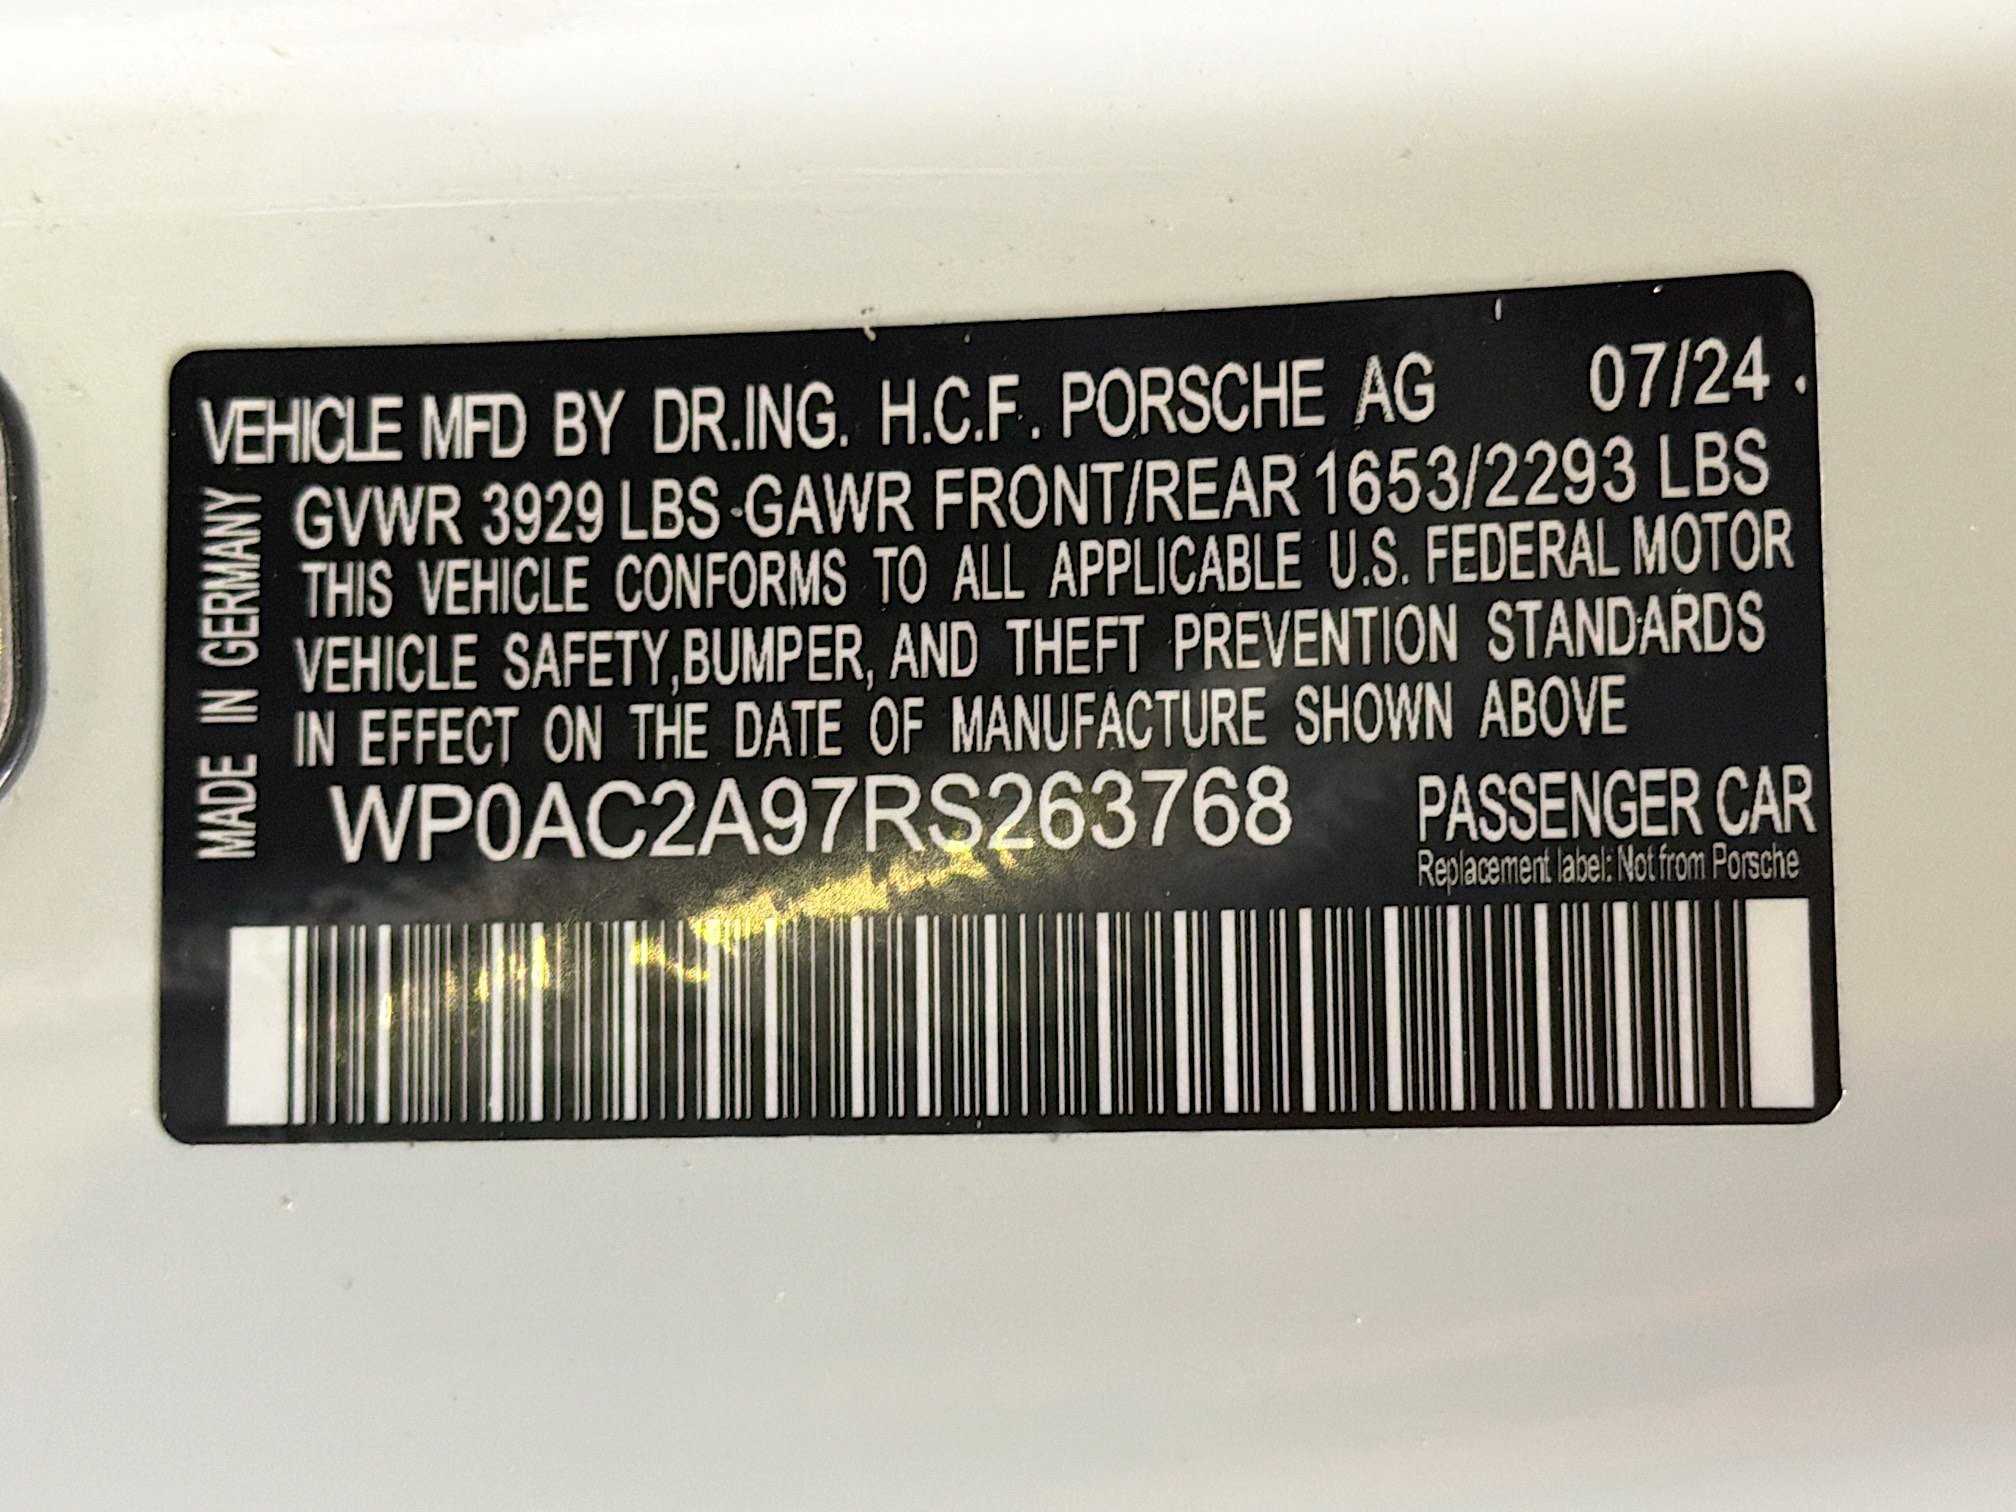 VEHICLE MFD BY DR.ING. H.C.F. PORSCHE AG 07/24
GVWR 3929 LBS GAWR FRONT/REAR 1653/2293 LBS
THIS VEHICLE CONFORMS TO ALL APPLICABLE U.S. FEDERAL MOTOR
VEHICLE SAFETY,BUMPER, AND THEFT PREVENTION STANDARDS
IN EFFECT ON THE DATE OF MANUFACTURE SHOWN ABOVE
WP0AC2A97RS263768 PASSENGER CAR
Replacement label: Not from Porsche
MADE IN GERMANY